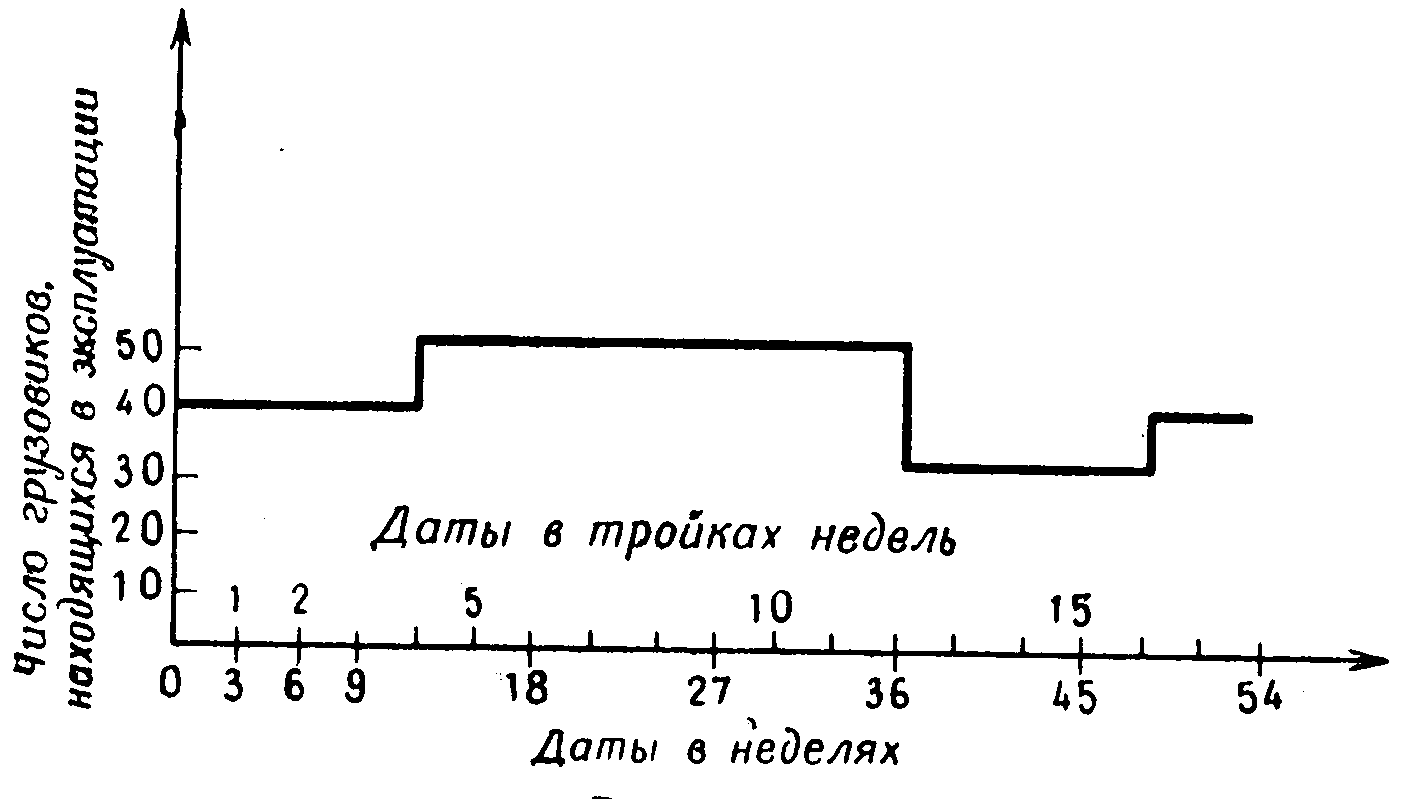 Число грузовиков,
находящихся в эксплуатации
50
40
30
20
10
Даты в тройках недель
1 2 5 10 15
0 3 6 9 18 27 36 45 54
Даты в неделях